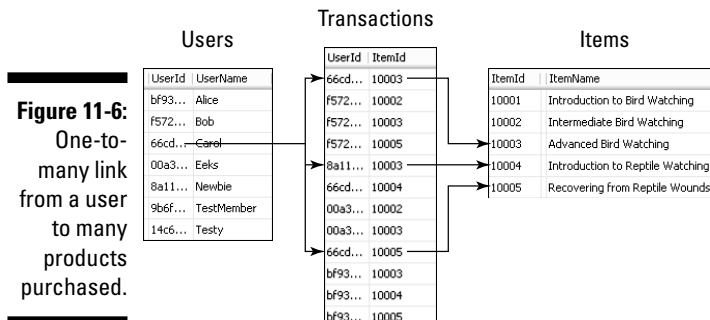 Figure 11-6:
One-to-
many link
from a user
to many
products
purchased.
Users
UserId UserName
bf93... Alice
f572... Bob
66cd... Carol
00a3... Eeks
8a11... Newbie
9b6f... TestMember
14c6... Testy
Transactions
UserId ItemId
66cd... 10003
f572... 10002
f572... 10003
f572... 10005
8a11... 10003
66cd... 10004
00a3... 10002
00a3... 10003
66cd... 10005
bf93... 10003
bf93... 10004
bf93... 10005
Items
ItemId ItemName
10001 Introduction to Bird Watching
10002 Intermediate Bird Watching
10003 Advanced Bird Watching
10004 Introduction to Reptile Watching
10005 Recovering from Reptile Wounds